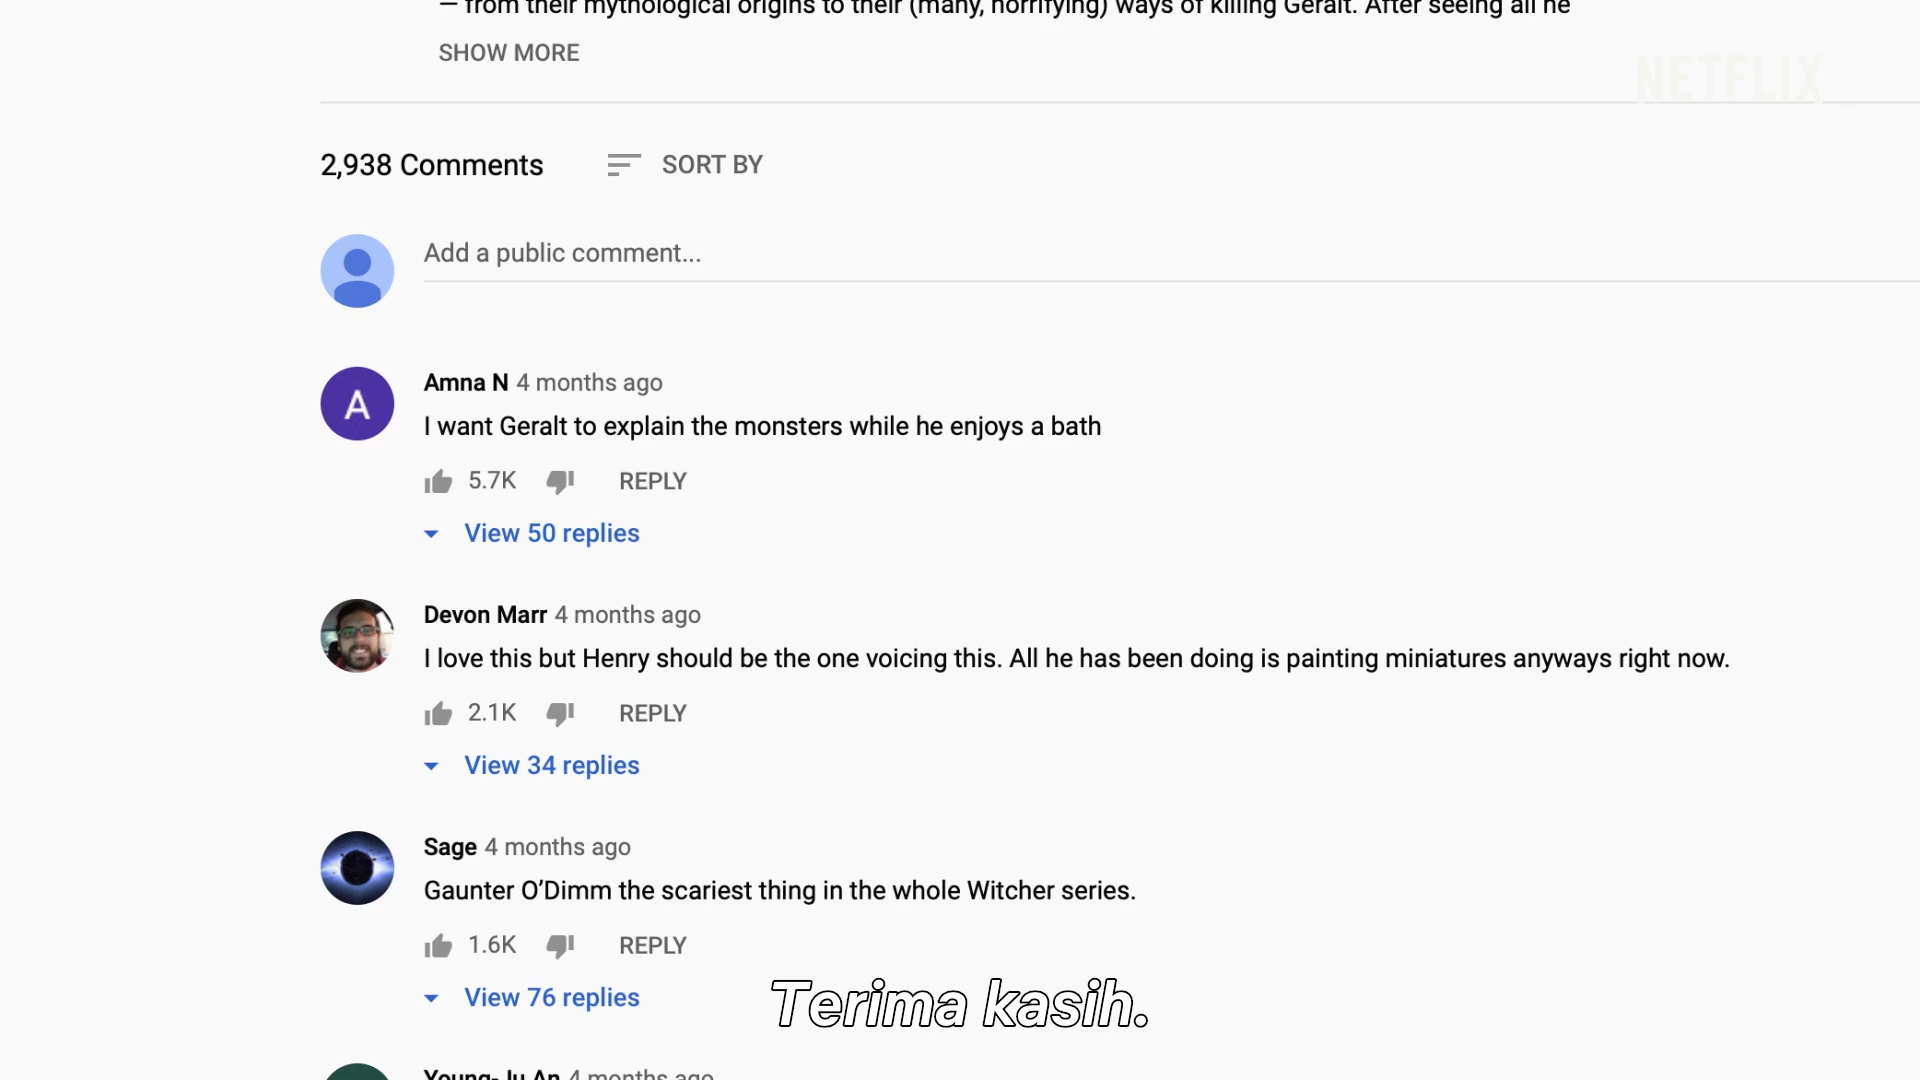 — from their mythological origins to their (many, horrifying) ways of killing Geralt. After seeing all he
SHOW MORE
NETFLIX
2,938 Comments
SORT BY
Add a public comment...
A
Amna N 4 months ago
I want Geralt to explain the monsters while he enjoys a bath
5.7K
REPLY
View 50 replies
Devon Marr 4 months ago
I love this but Henry should be the one voicing this. All he has been doing is painting miniatures anyways right now.
2.1K
REPLY
View 34 replies
Sage 4 months ago
Gaunter O’Dimm the scariest thing in the whole Witcher series.
1.6K
REPLY
View 76 replies
Terima kasih.
Young-Ju An 4 months ago